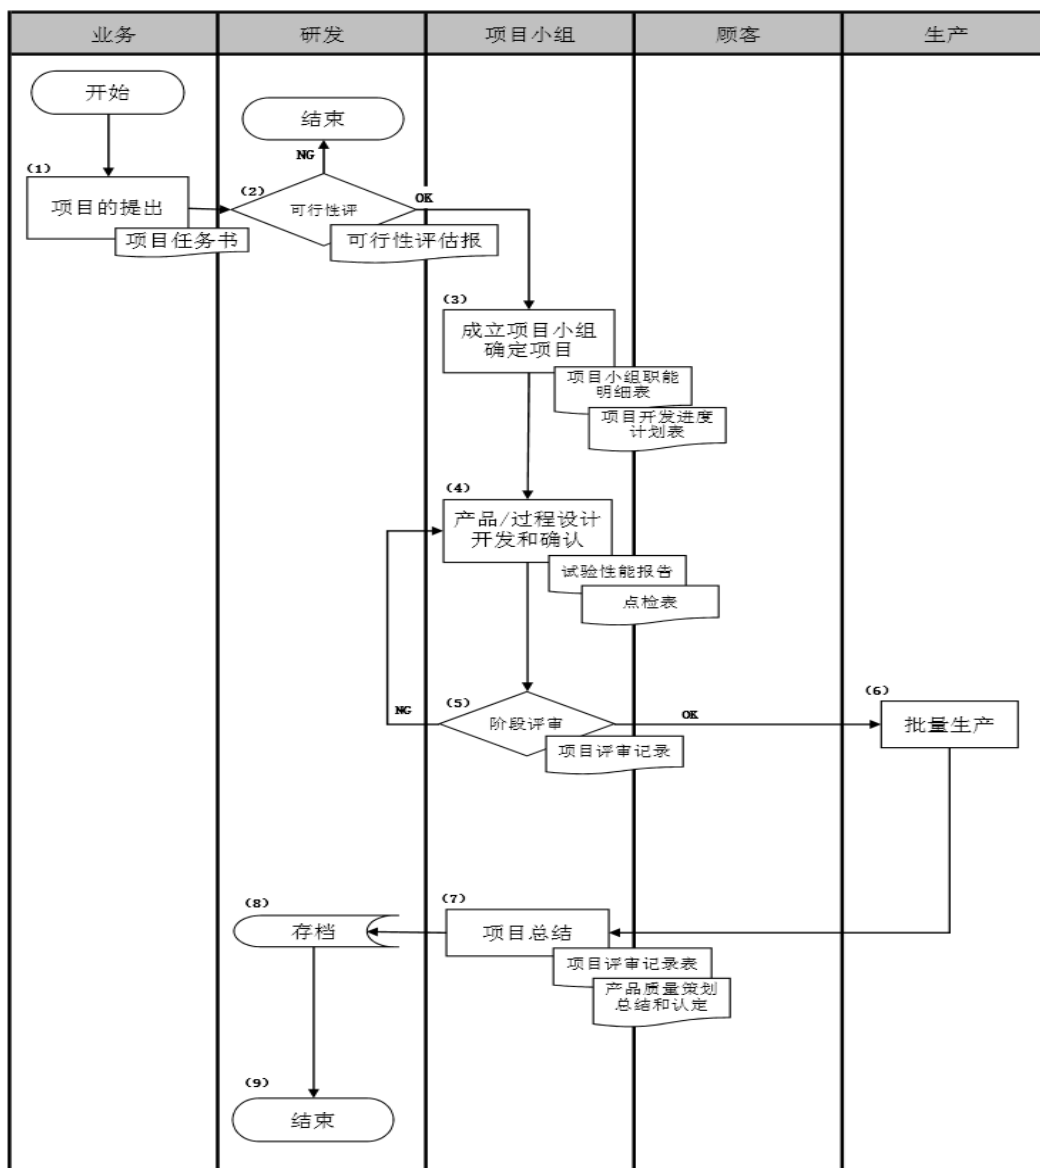 业务
研发
项目小组
顾客
生产
开始
结束
NG
(1)
项目的提出
项目任务书
(2)
可行性评
OK
可行性评估报
(3)
成立项目小组
确定项目
项目小组职能
明细表
项目开发进度
计划表
(4)
产品/过程设计
开发和确认
试验性能报告
点检表
(5)
阶段评审
NG
OK
项目评审记录
(6)
批量生产
(7)
项目总结
项目评审记录表
产品质量策划
总结和认定
(8)
存档
(9)
结束